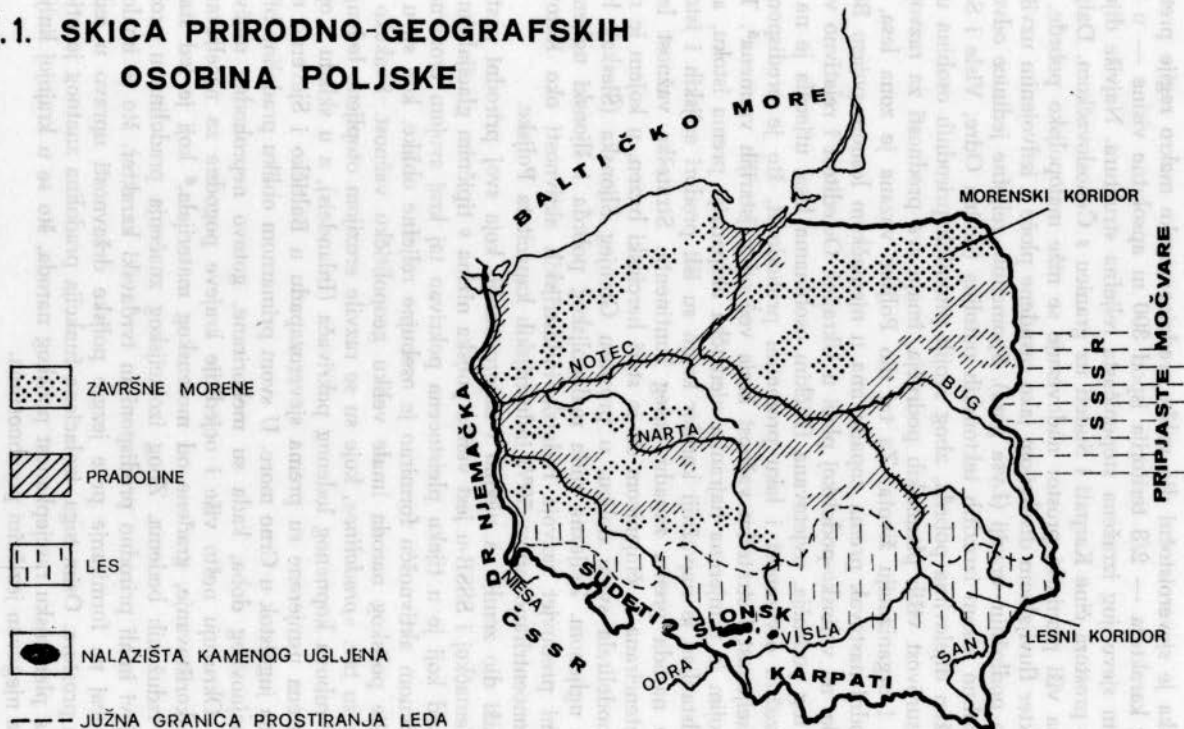 .1. SKICA PRIRODNO-GEOGRAFSKIH
OSOBINA POLJSKE
BALTIČKO MORE
MORENSKI KORIDOR
ZAVRŠNE MORENE
PRADOLINE
LES
NALAZIŠTA KAMENOG UGLJENA
JUŽNA GRANICA PROSTIRANJA LEDA
NOTEC
BUG
NARTA
SSSR
PRIPJASTE MOČVARE
DR NJEMAČKA
NIESA
ČSSR
SUDETI
ŠLONSK
VISLA
ODRA
KARPATI
SAN
LESNI KORIDOR